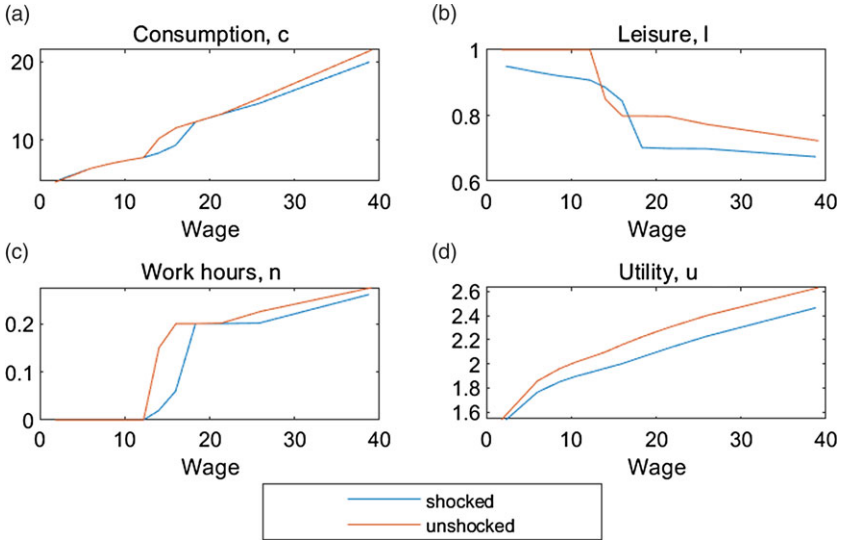 (a)
Consumption, c
20
10
0 10 20 30 40
Wage
(b)
Leisure, l
1
0.8
0.6
0 10 20 30 40
Wage
(c)
Work hours, n
0.2
0.1
0
0 10 20 30 40
Wage
(d)
Utility, u
2.6
2.4
2.2
2
1.8
1.6
0 10 20 30 40
Wage
shocked
unshocked